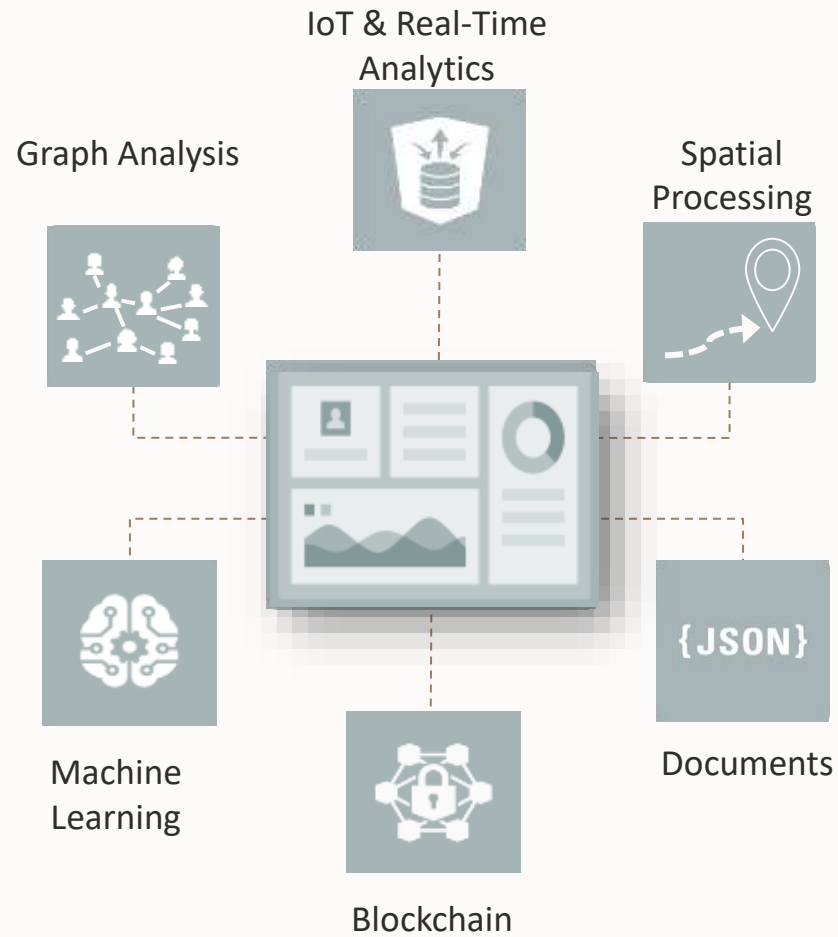 IoT & Real-Time
Analytics
Graph Analysis
Spatial
Processing
{JSON}
Machine
Learning
Documents
Blockchain